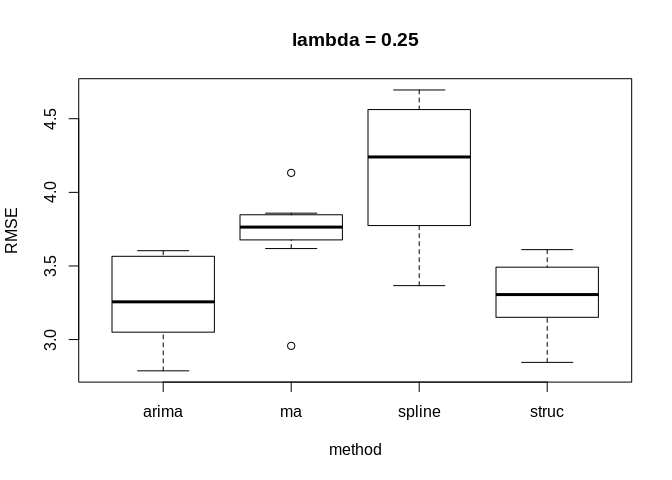 lambda = 0.25
RMSE
4.5
4.0
3.5
3.0
arima ma spline struc
method